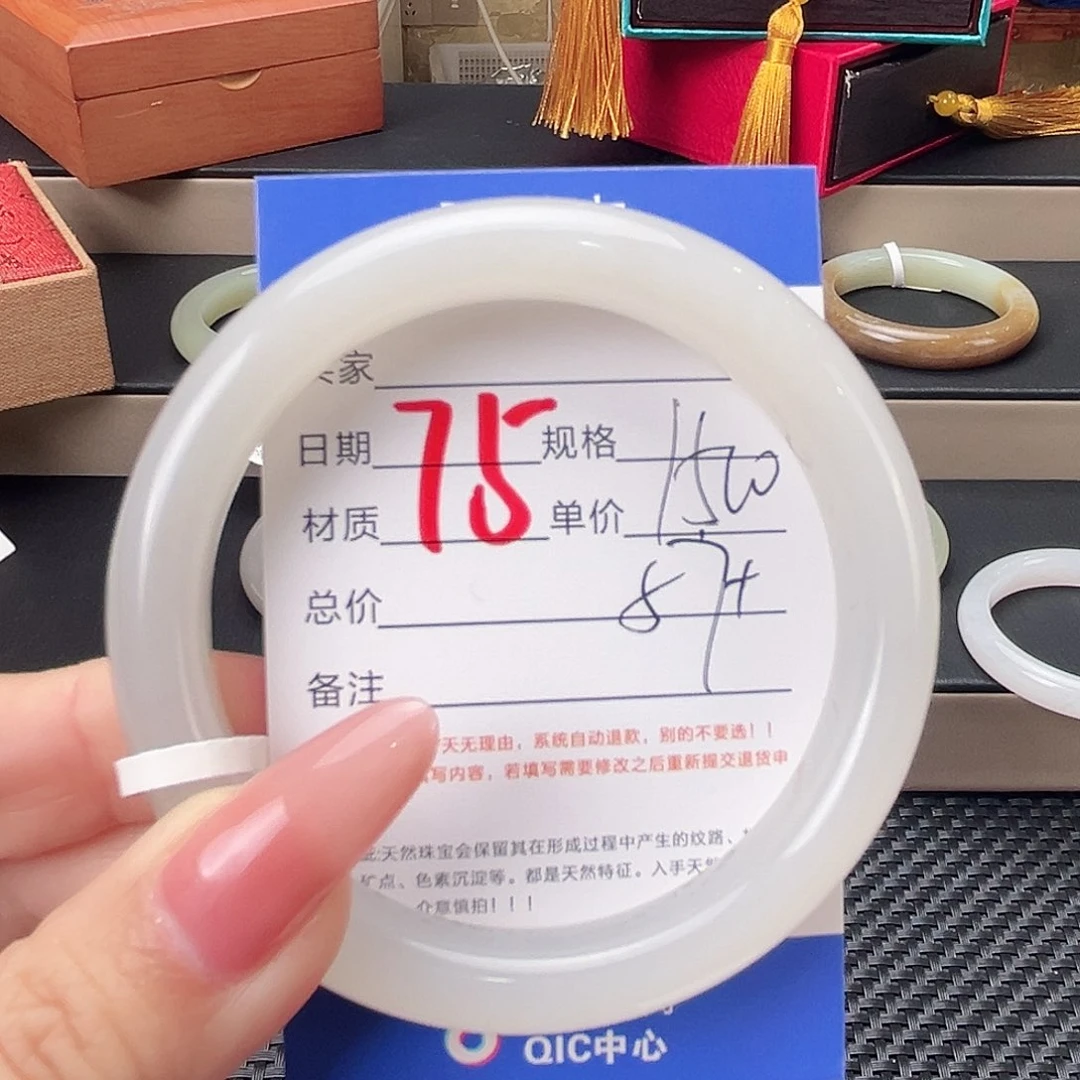 家
日期 75 规格
材质 单价 1500
总价 8
备注
天无理由，系统自动退款，别的不要选！！
写内容，若填写需要修改之后重新提交退货申
天然珠宝会保留其在形成过程中产生的纹路、
矿点、色素沉淀等。都是天然特征。入手天然
介意慎拍！！！
QIC中心